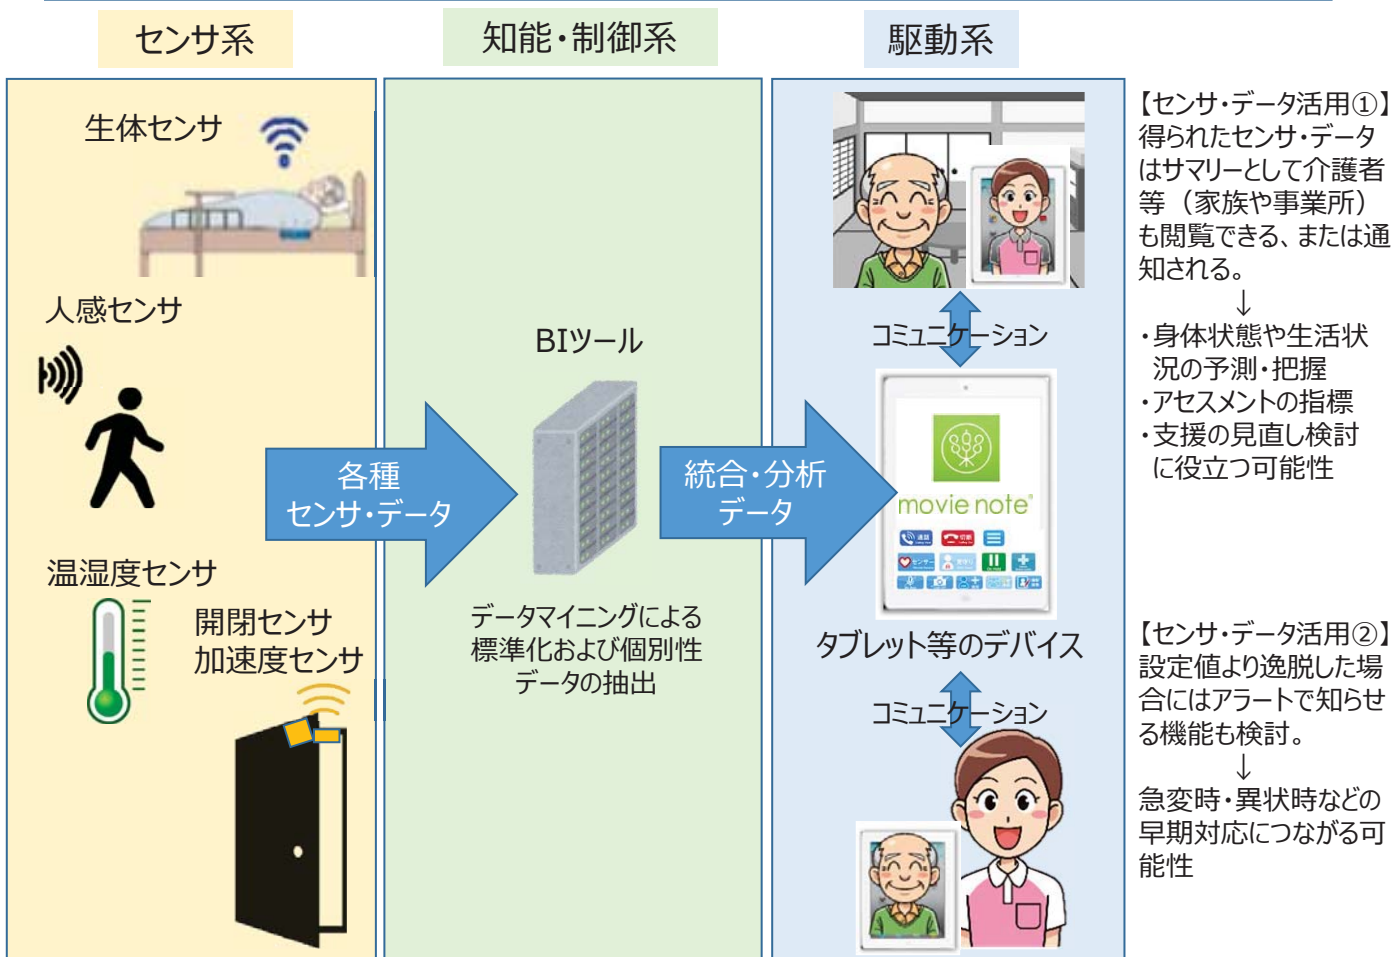 センサ系
知能・制御系
駆動系
生体センサ
人感センサ
温湿度センサ
開閉センサ
加速度センサ
各種
センサ・データ
BIツール
データマイニングによる
標準化および個別性
データの抽出
統合・分析
データ
コミュニケーション
movie note®
通話
切断
センサー
タブレット等のデバイス
コミュニケーション
【センサ・データ活用①】
得られたセンサ・データ
はサマリーとして介護者
等（家族や事業所）
も閲覧できる、または通
知される。
↓
・身体状態や生活状
況の予測・把握
・アセスメントの指標
・支援の見直し検討
に役立つ可能性
【センサ・データ活用②】
設定値より逸脱した場
合にはアラートで知らせ
る機能も検討。
↓
急変時・異状時などの
早期対応につながる可
能性